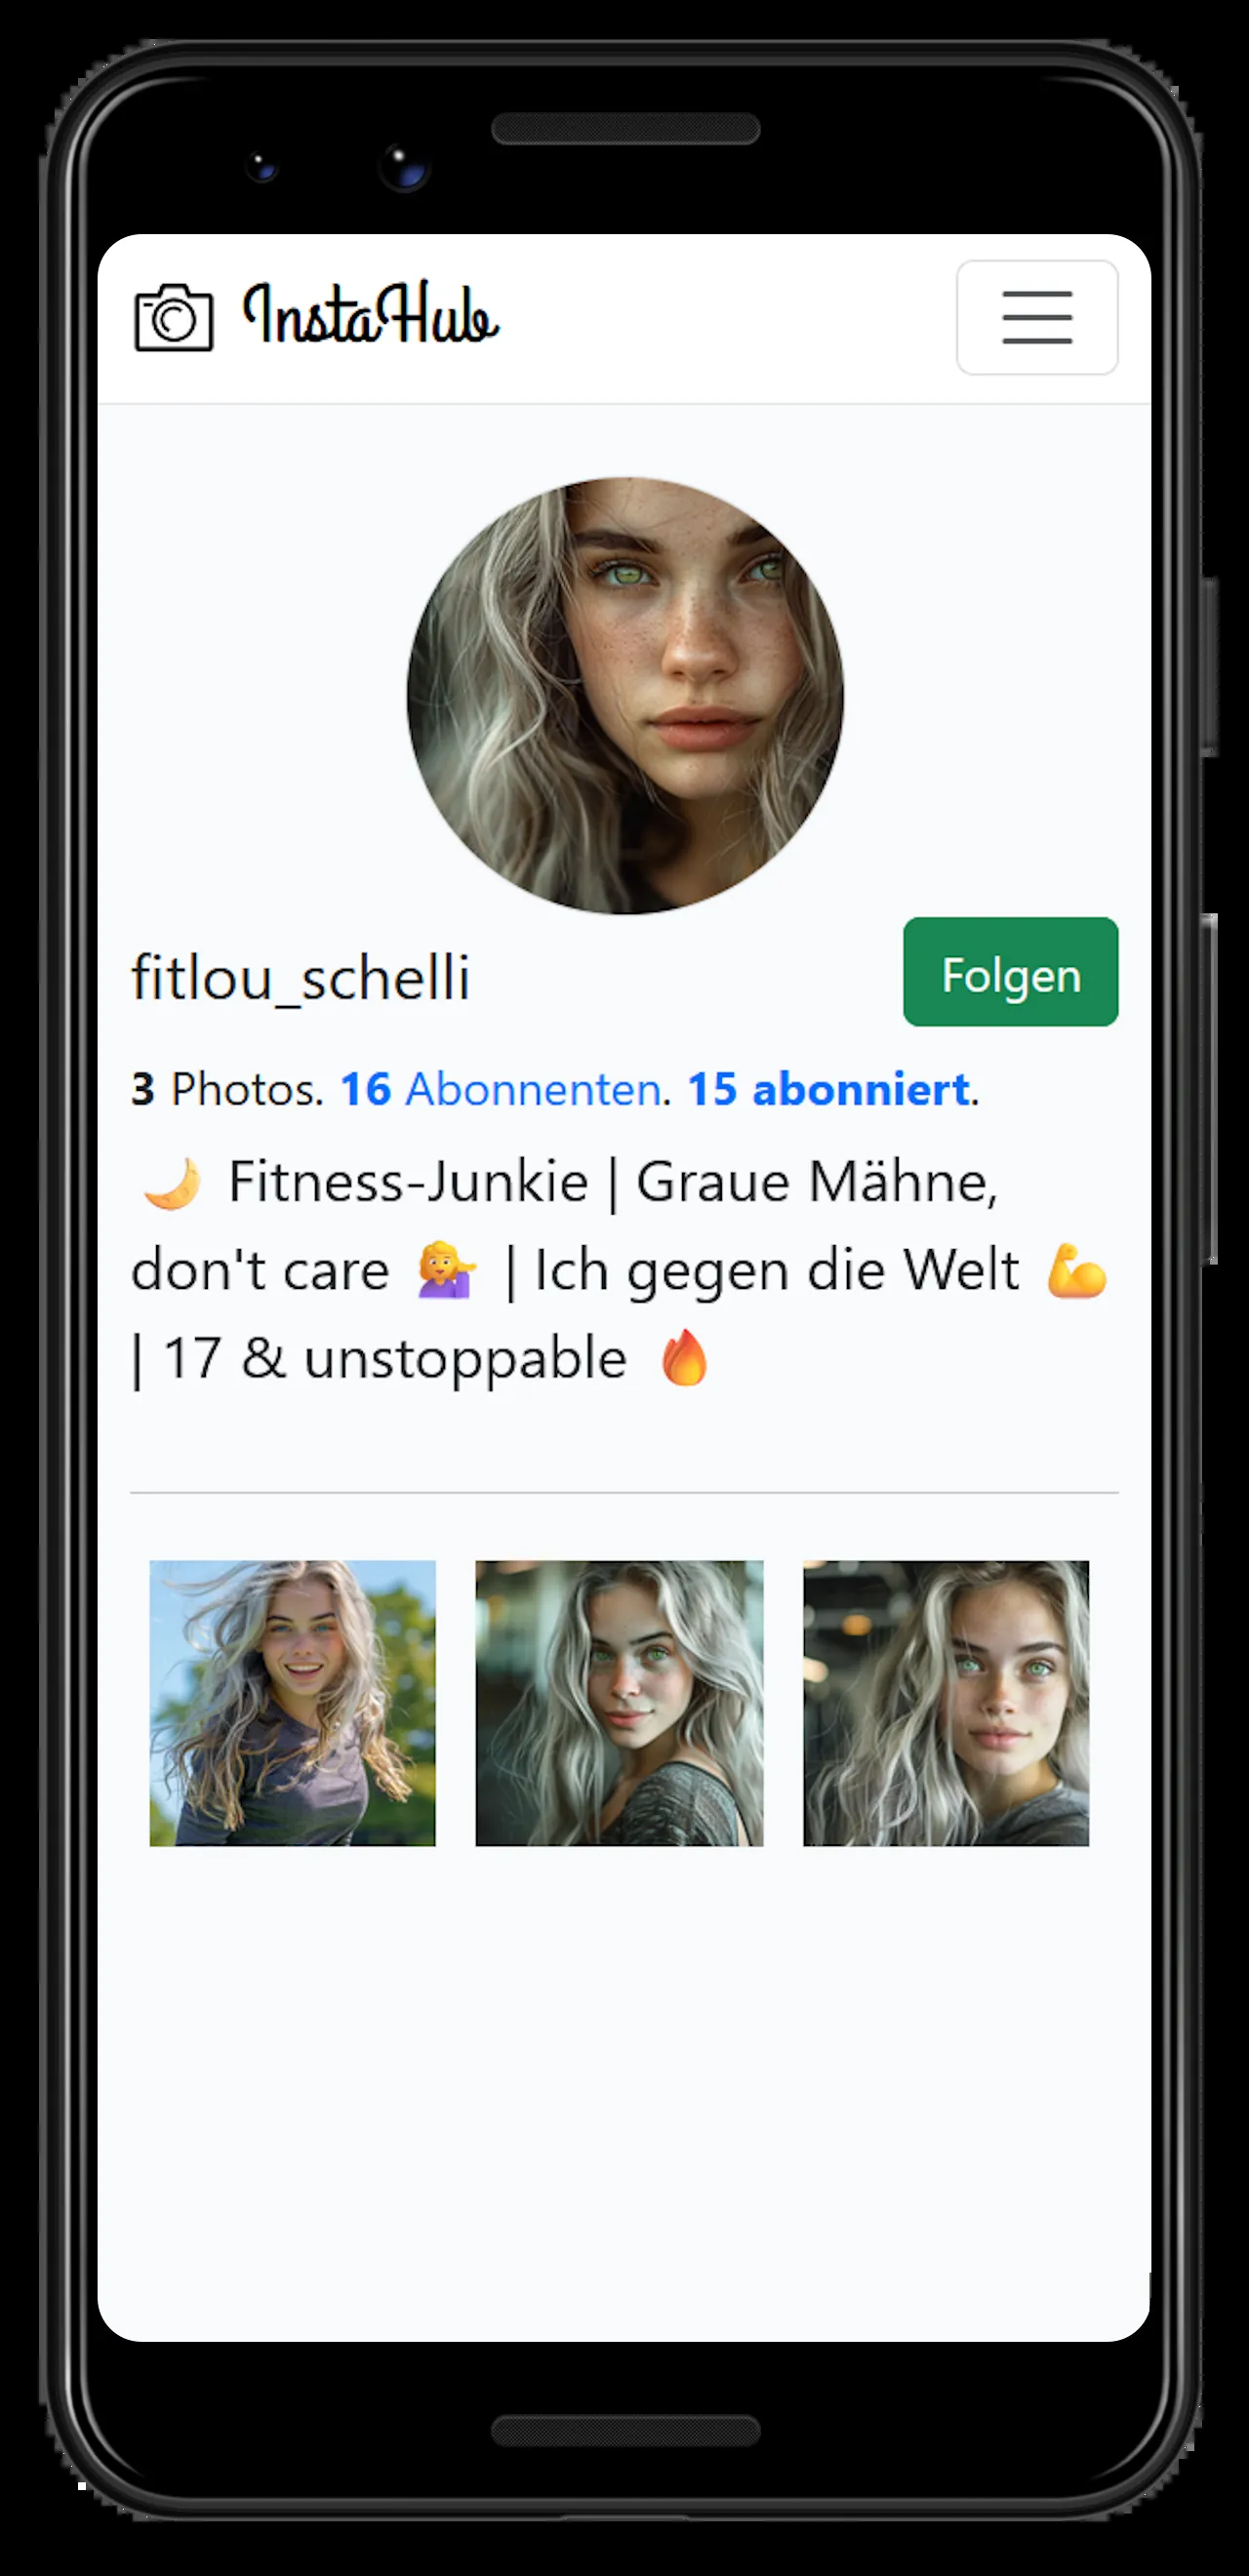 InstaHub
fitlou_schelli
Folgen
3 Photos. 16 Abonnenten. 15 abonniert.
🌙 Fitness-Junkie | Graue Mähne,
don't care 💁‍♀️ | Ich gegen die Welt 💪
| 17 & unstoppable 🔥